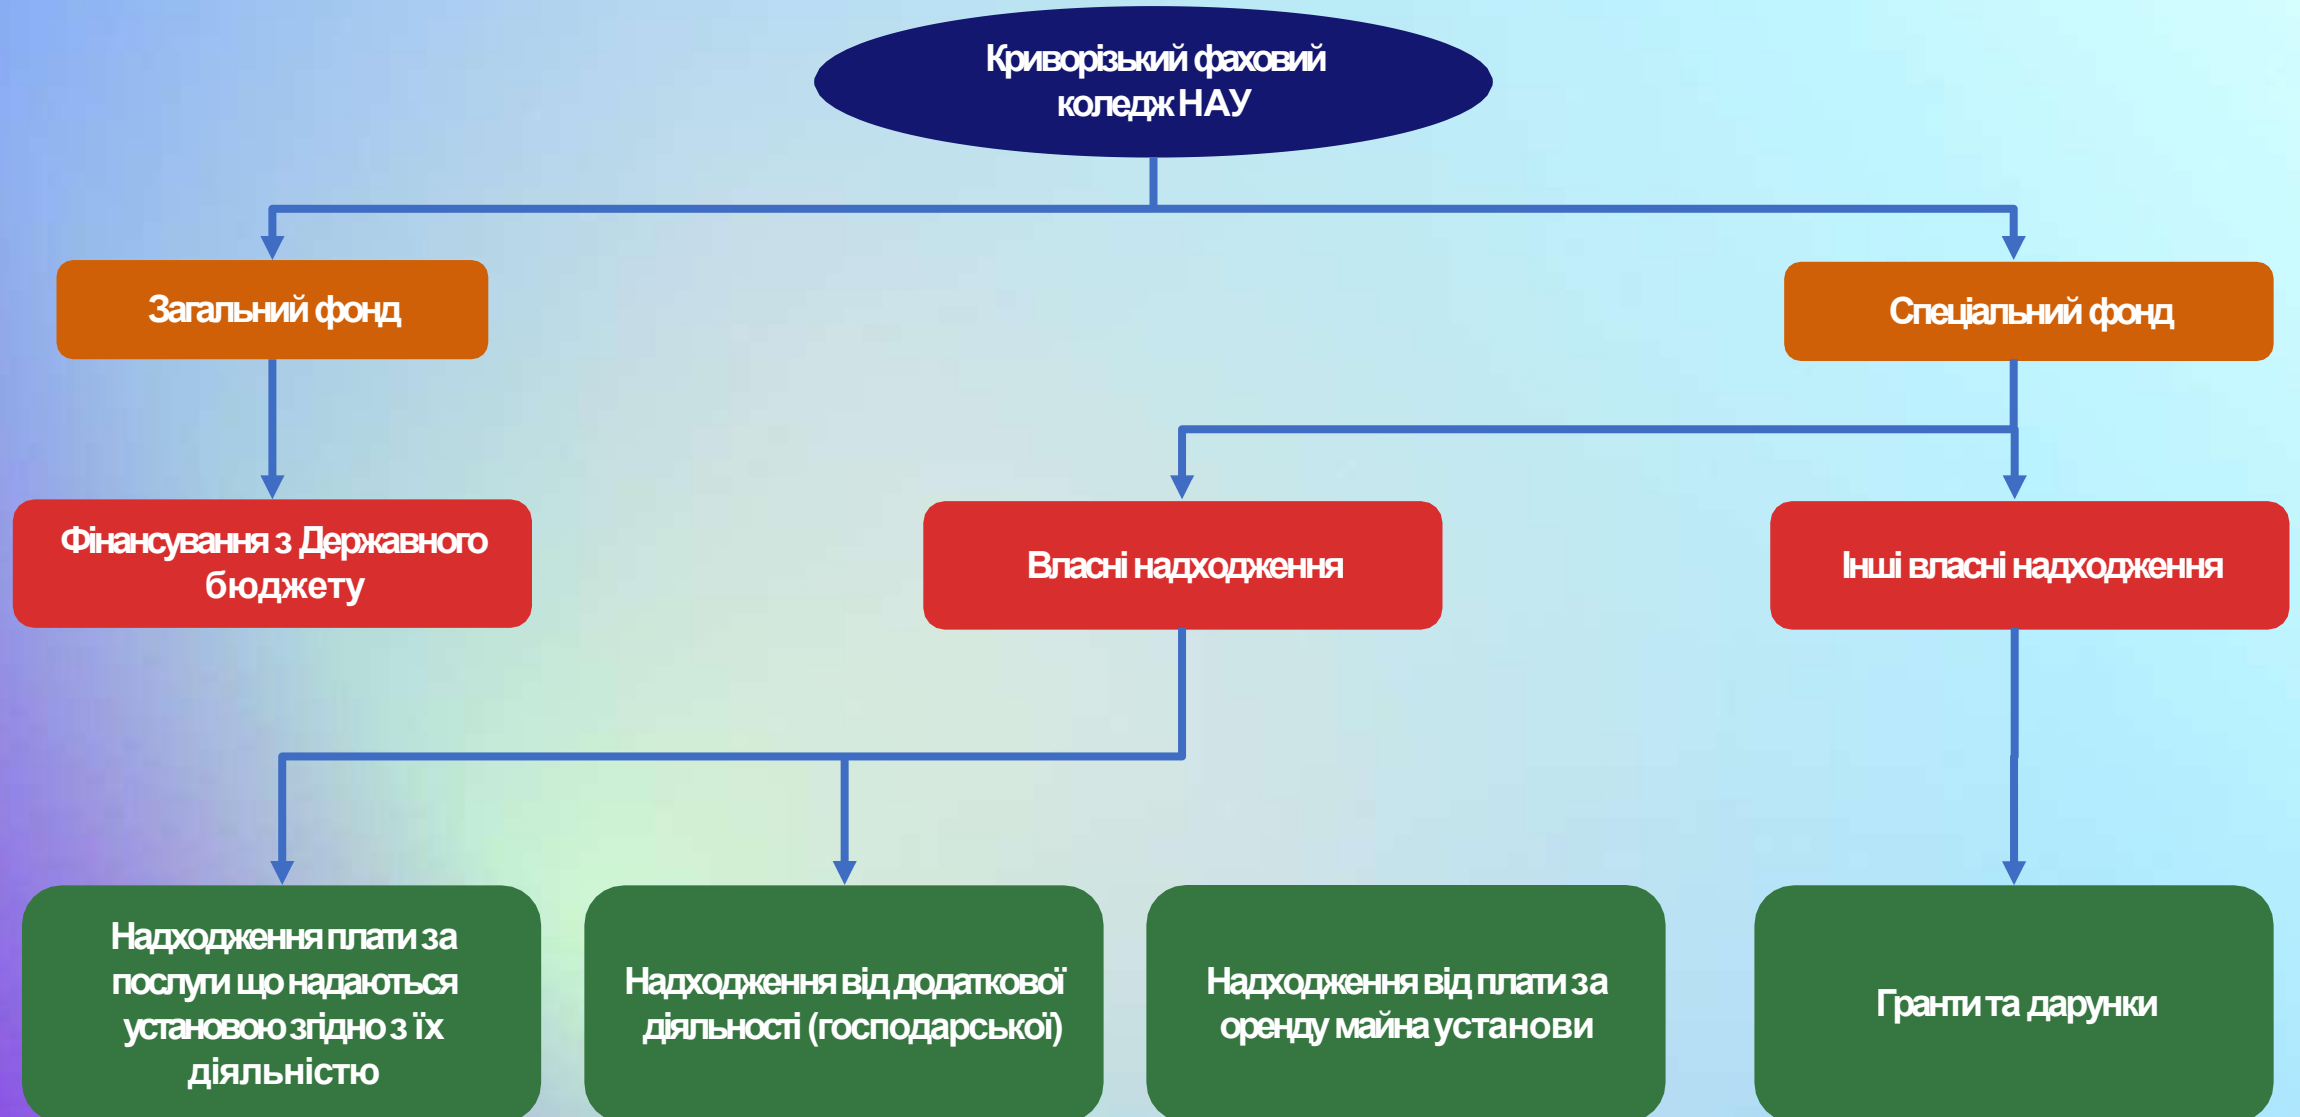 Криворізький фаховий
коледж НАУ
Загальний фонд
Спеціальний фонд
Фінансування з Державного
бюджету
Власні надходження
Інші власні надходження
Надходження плати за
послуги що надаються
установою згідно з їх
діяльністю
Надходження від додаткової
діяльності (господарської)
Надходження від плати за
оренду майна установи
Гранти та дарунки